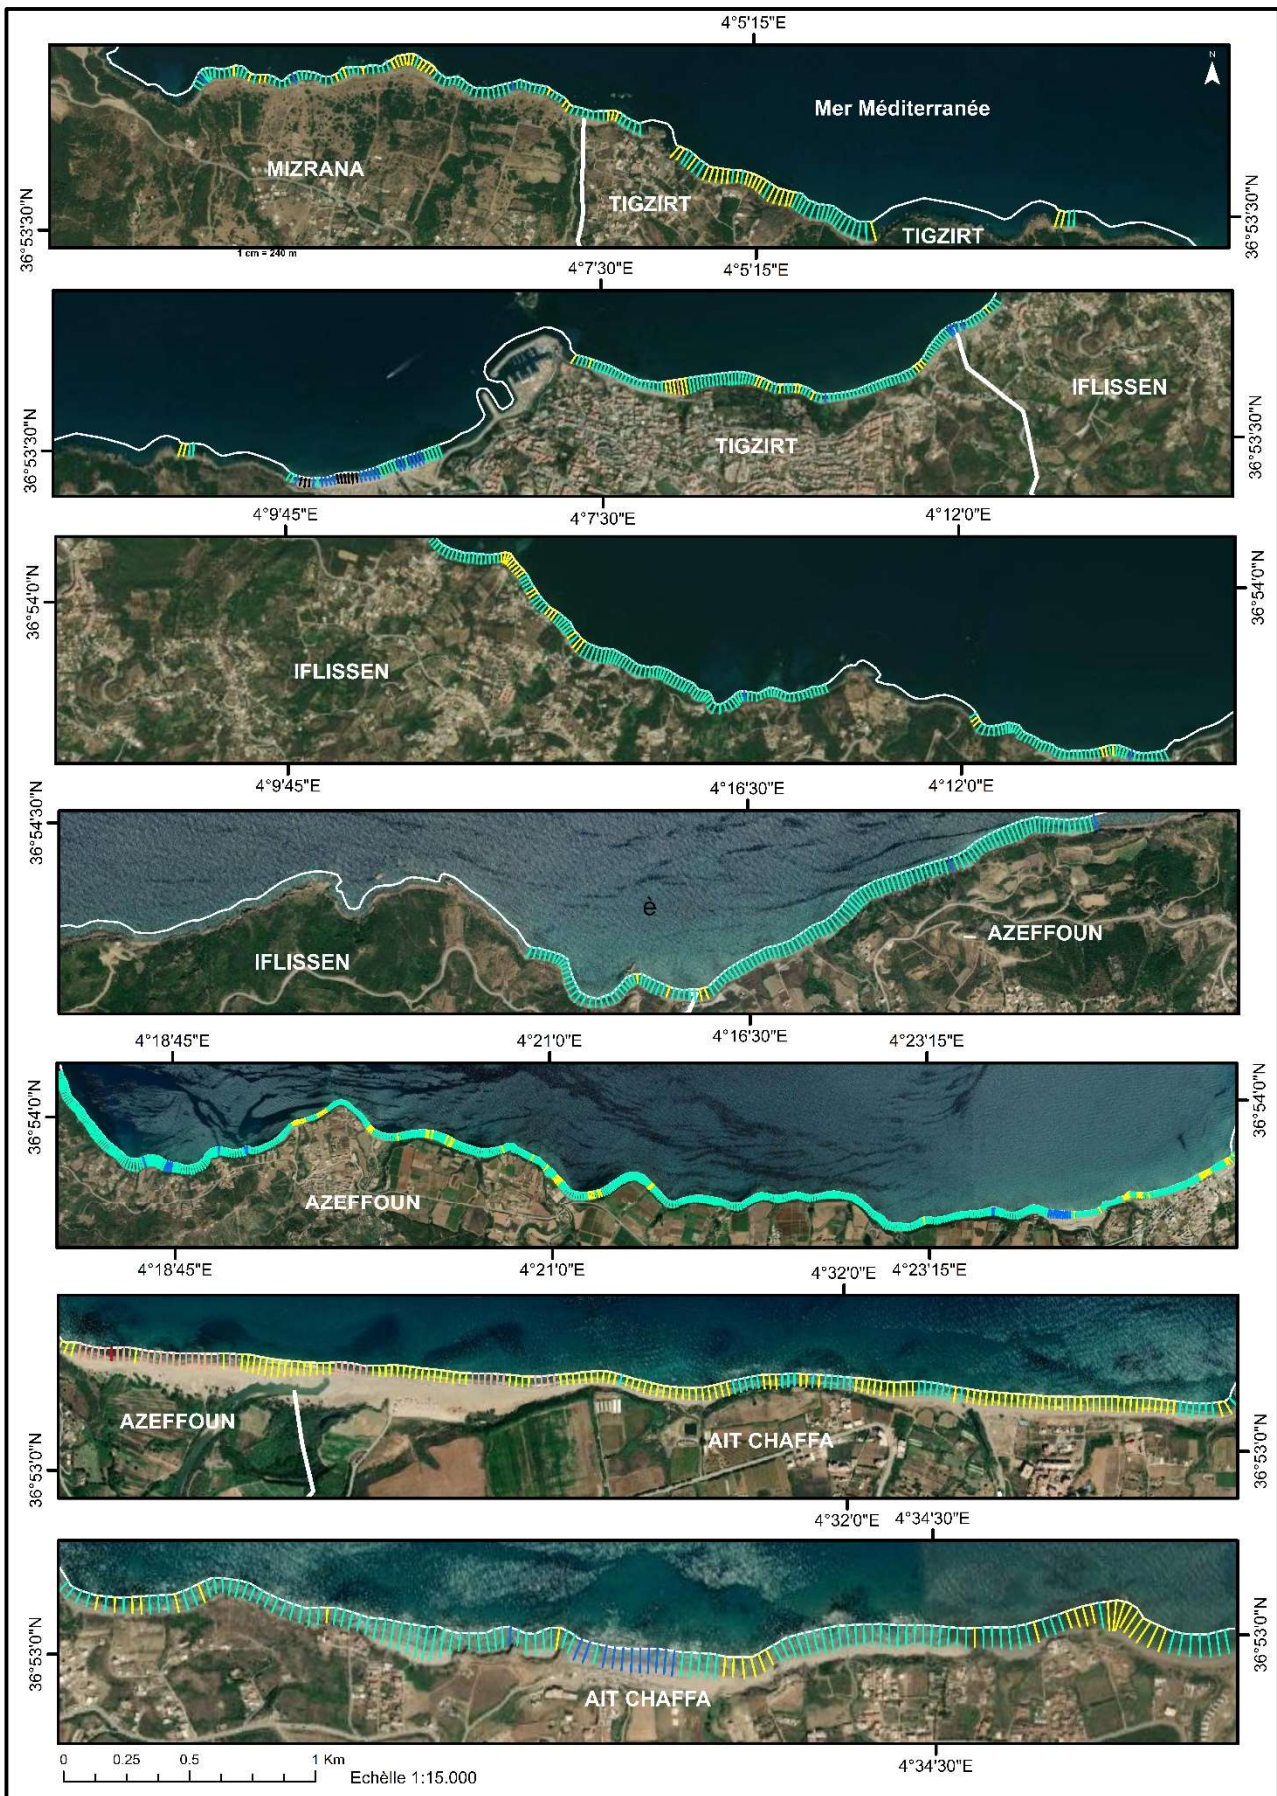 4°5'15"E
N
Mer Méditerranée
MIZRANA
TIGZIRT
TIGZIRT
36°53'30"N
36°53'30"N
1 cm = 240 m
4°7'30"E
4°5'15"E
IFLISSEN
TIGZIRT
36°53'30"N
36°53'30"N
4°9'45"E
4°7'30"E
4°12'0"E
36°54'0"N
36°54'0"N
IFLISSEN
4°9'45"E
4°16'30"E
4°12'0"E
36°54'30"N
è
AZEFFOUN
IFLISSEN
4°18'45"E
4°21'0"E
4°16'30"E
4°23'15"E
36°54'0"N
36°54'0"N
AZEFFOUN
4°18'45"E
4°21'0"E
4°32'0"E
4°23'15"E
AZEFFOUN
AIT CHAFFA
36°53'0"N
36°53'0"N
4°32'0"E
4°34'30"E
36°53'0"N
36°53'0"N
AIT CHAFFA
0 0.25 0.5 1 Km
Echèlle 1:15.000
4°34'30"E